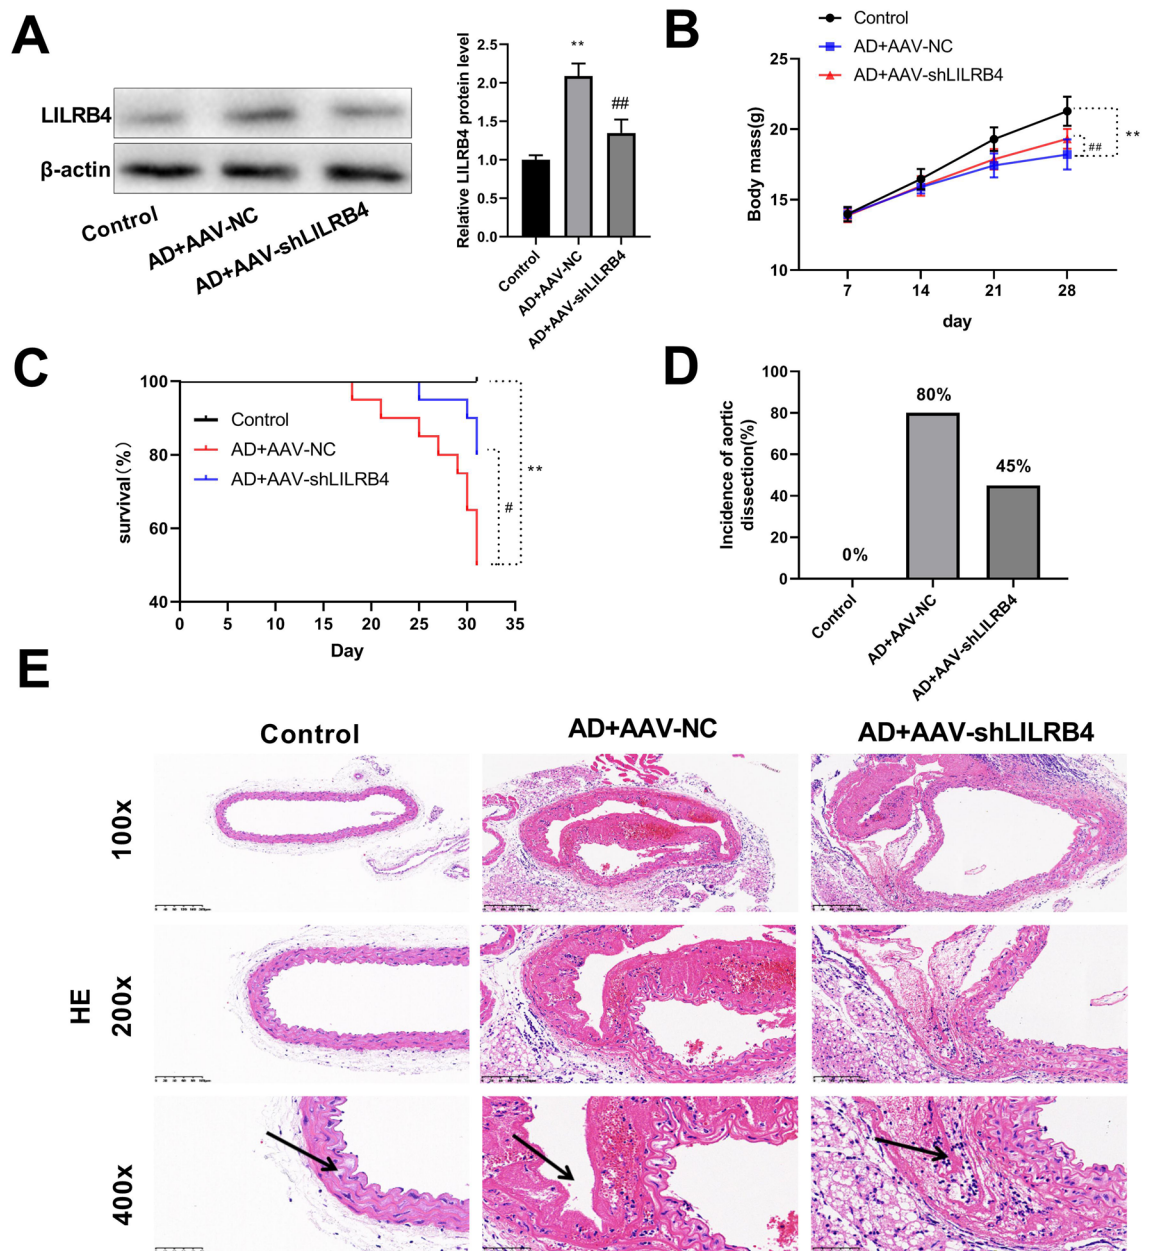 A
LILRB4
β-actin
Control
AD+AAV-NC
AD+AAV-shLILRB4
Relative LILRB4 protein level
2.5
2.0
1.5
1.0
0.5
0.0
**
##
Control
AD+AAV-NC
AD+AAV-shLILRB4
B
Control
AD+AAV-NC
AD+AAV-shLILRB4
Body mass(g)
25
20
15
10
7
14
21
28
day
##
**
C
survival(%)
100
80
60
40
Control
AD+AAV-NC
AD+AAV-shLILRB4
#
**
0
5
10
15
20
25
30
35
Day
D
Incidence of aortic
dissection(%)
100
80
60
40
20
0
0%
80%
45%
Control
AD+AAV-NC
AD+AAV-shLILRB4
E
Control
AD+AAV-NC
AD+AAV-shLILRB4
HE
100x
200x
400x